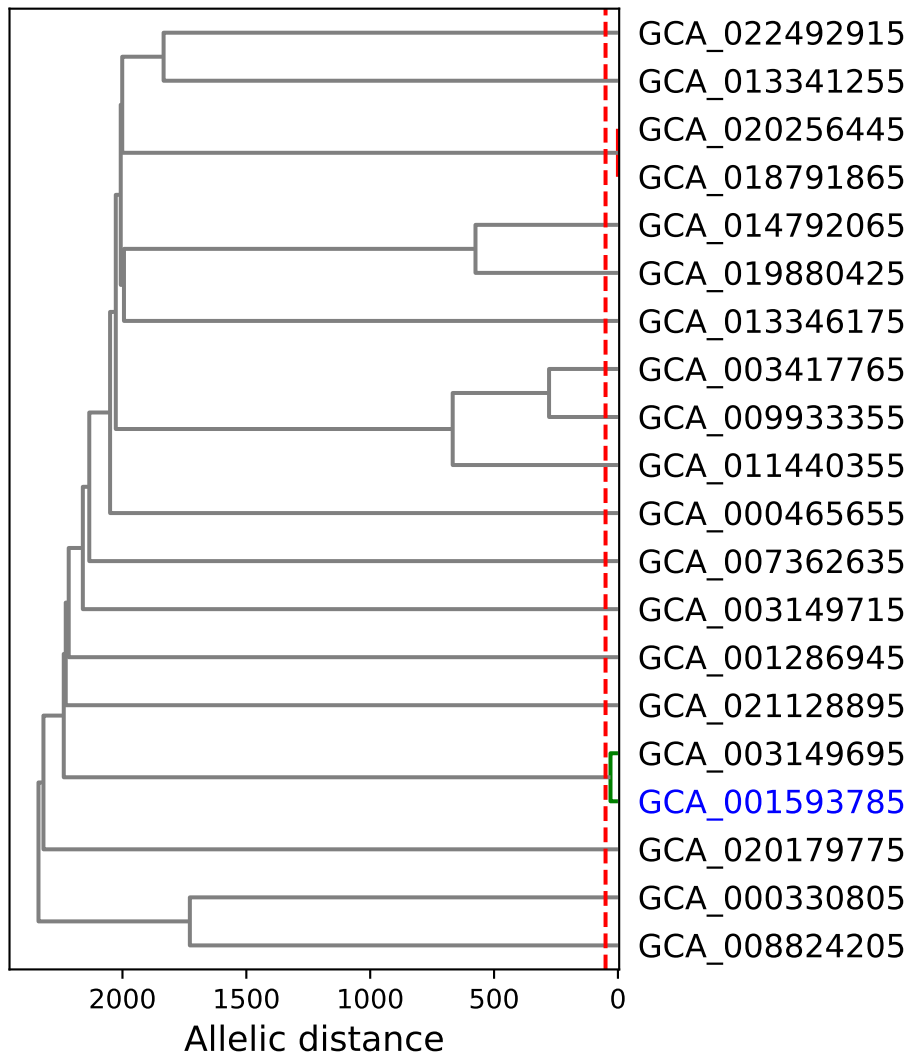 GCA_022492915
GCA_013341255
GCA_020256445
GCA_018791865
GCA_014792065
GCA_019880425
GCA_013346175
GCA_003417765
GCA_009933355
GCA_011440355
GCA_000465655
GCA_007362635
GCA_003149715
GCA_001286945
GCA_021128895
GCA_003149695
GCA_001593785
GCA_020179775
GCA_000330805
GCA_008824205
2000 1500 1000 500 0
Allelic distance